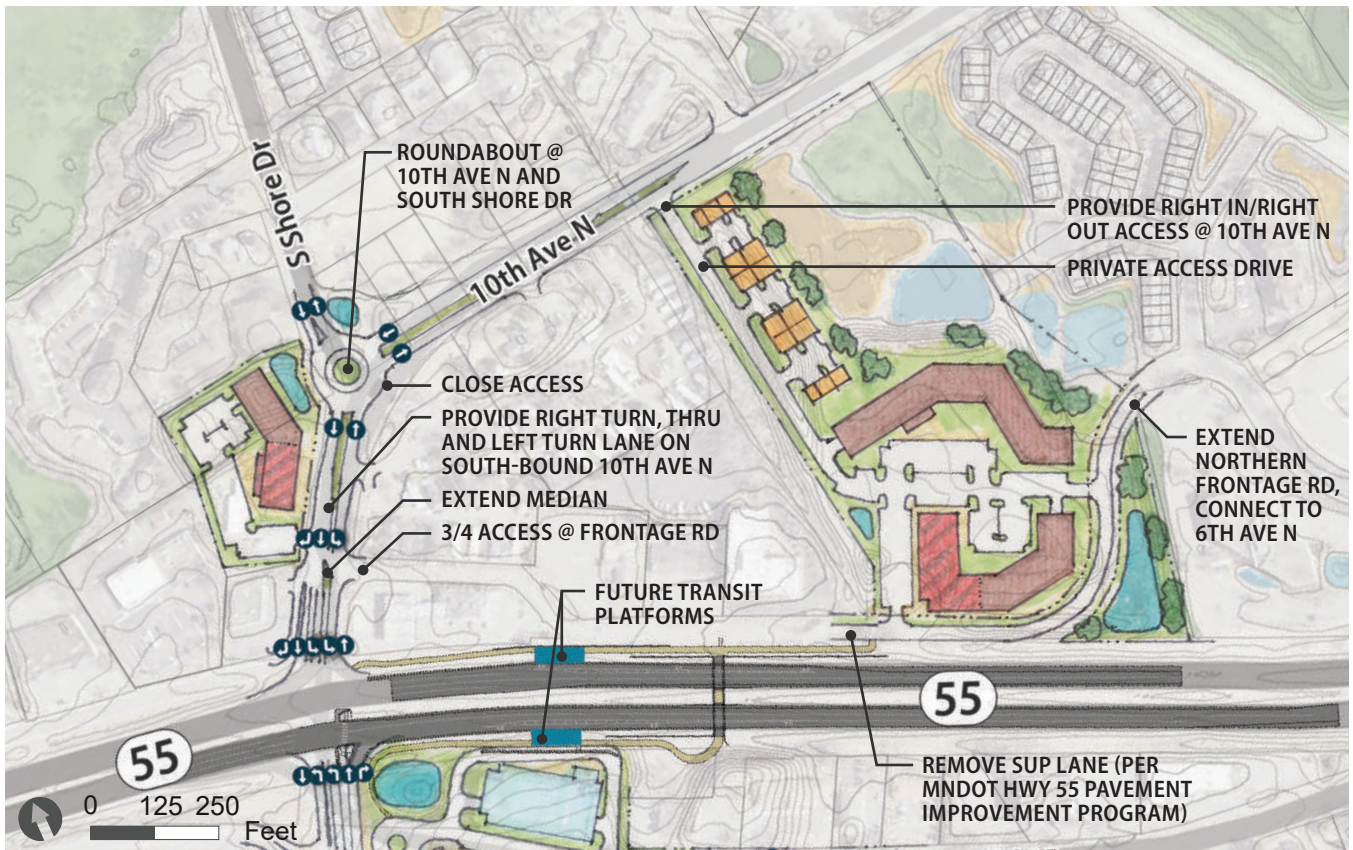 S Shore Dr
ROUNDABOUT @
10TH AVE N AND
SOUTH SHORE DR
10th Ave N
PROVIDE RIGHT IN/RIGHT
OUT ACCESS @ 10TH AVE N
PRIVATE ACCESS DRIVE
CLOSE ACCESS
PROVIDE RIGHT TURN, THRU
AND LEFT TURN LANE ON
SOUTH-BOUND 10TH AVE N
EXTEND MEDIAN
3/4 ACCESS @ FRONTAGE RD
EXTEND
NORTHERN
FRONTAGE RD,
CONNECT TO
6TH AVE N
FUTURE TRANSIT
PLATFORMS
55
55
REMOVE SUP LANE (PER
MNDOT HWY 55 PAVEMENT
IMPROVEMENT PROGRAM)
0 125 250
Feet